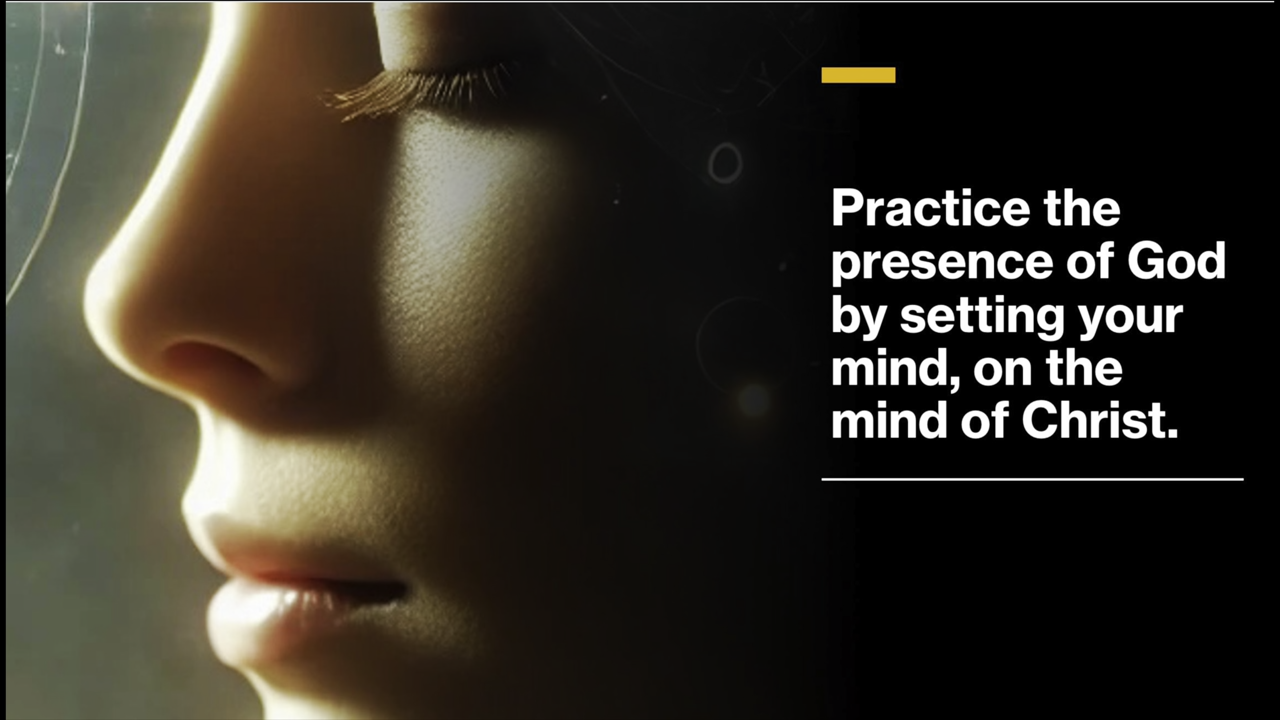 Practice the
presence of God
by setting your
mind, on the
mind of Christ.